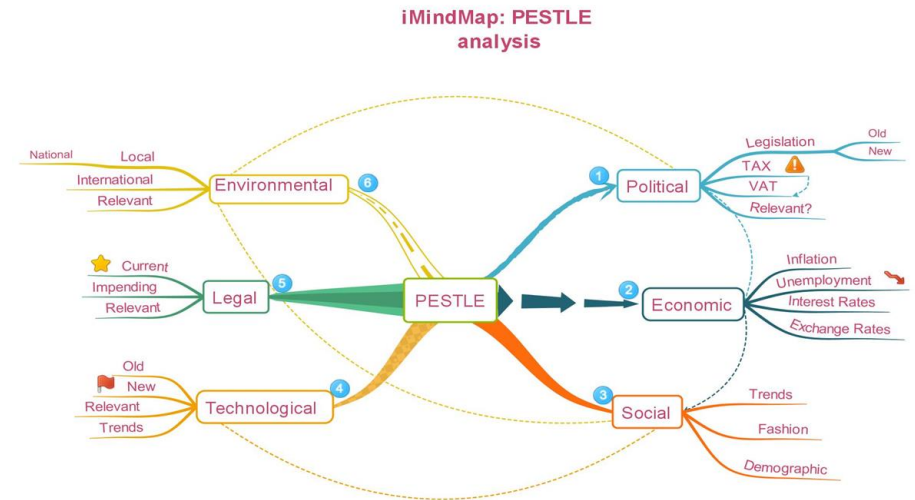 iMindMap: PESTLE
analysis
PESTLE
1
Political
Legislation
Old
New
TAX
VAT
Relevant?
2
Economic
Inflation
Unemployment
Interest Rates
Exchange Rates
3
Social
Trends
Fashion
Demographic
4
Technological
Old
New
Relevant
Trends
5
Legal
Current
Impending
Relevant
6
Environmental
Local
National
International
Relevant